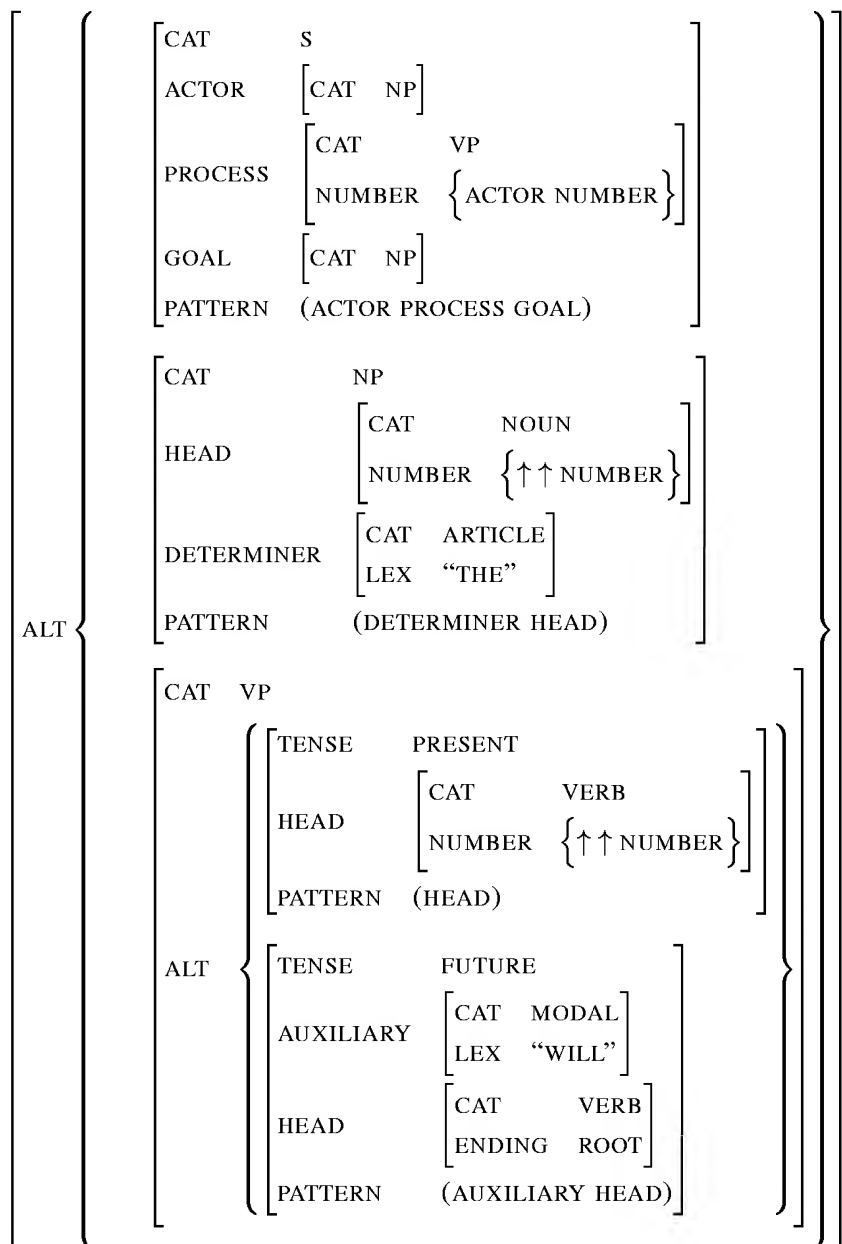 CAT S
ACTOR [CAT NP]
CAT VP
PROCESS
NUMBER {ACTOR NUMBER}
GOAL [CAT NP]
PATTERN (ACTOR PROCESS GOAL)
CAT NP
CAT NOUN
HEAD
NUMBER {↑ ↑ NUMBER}
CAT ARTICLE
DETERMINER
LEX “THE”
PATTERN (DETERMINER HEAD)
ALT
CAT VP
TENSE PRESENT
CAT VERB
HEAD
NUMBER {↑ ↑ NUMBER}
PATTERN (HEAD)
ALT
TENSE FUTURE
CAT MODAL
AUXILIARY
LEX “WILL”
CAT VERB
HEAD
ENDING ROOT
PATTERN (AUXILIARY HEAD)